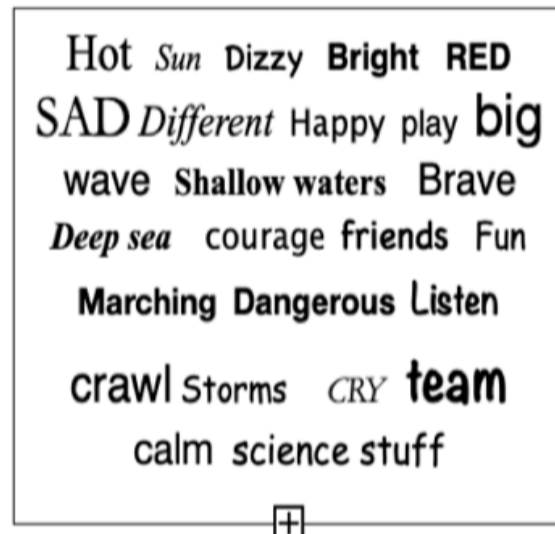 Hot Sun Dizzy Bright RED
SAD Different Happy play big
wave Shallow waters Brave
Deep sea courage friends Fun
Marching Dangerous Listen
crawl Storms CRY team
calm science stuff